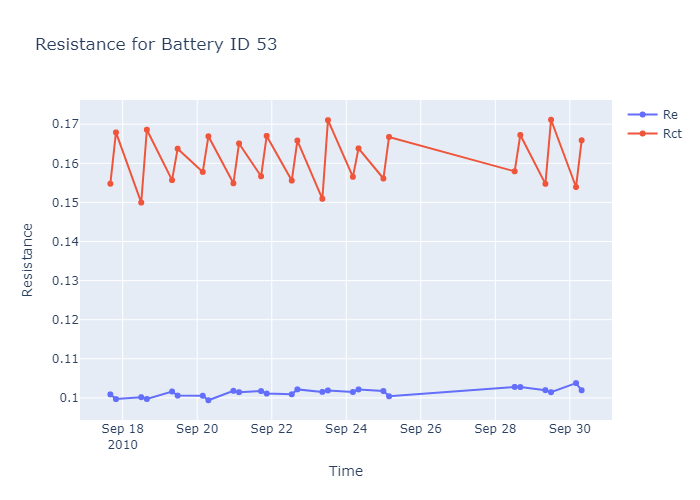 Resistance for Battery ID 53
Re
Rct
Resistance
0.17
0.16
0.15
0.14
0.13
0.12
0.11
0.1
Sep 18
2010
Sep 20
Sep 22
Sep 24
Sep 26
Sep 28
Sep 30
Time